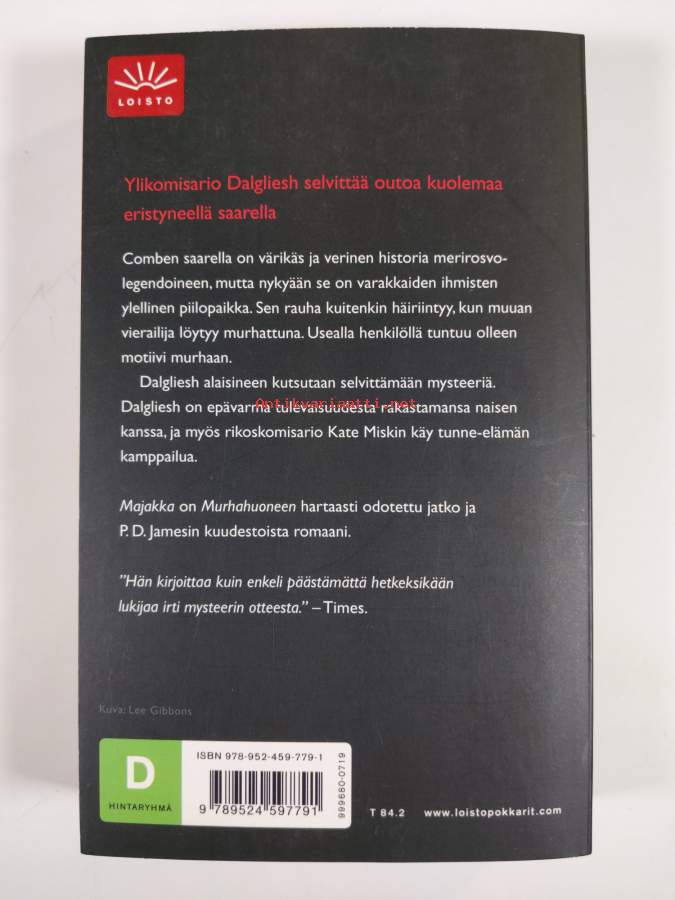 LOISTO
Ylikomisario Dalgliesh selvittää outoa kuolemaa
eristyneellä saarella
Comben saarella on värikäs ja verinen historia merirosvo-
legendoineen, mutta nykyään se on varakkaiden ihmisten
ylellinen piilopaikka. Sen rauha kuitenkin häiriintyy, kun muuan
vierailija löytyy murhattuna. Usealla henkilöllä tuntuu olleen
motiivi murhaan.
Dalgliesh alaisineen kutsutaan selvittämään mysteeriä.
Antikvariaatti.net
Dalgliesh on epävarma tulevaisuudesta rakastamansa naisen
kanssa, ja myös rikoskomisario Kate Miskin käy tunne-elämän
kamppailua.
Majakka on Murhahuoneen hartaasti odotettu jatko ja
P. D. Jamesin kuudestoista romaani.
”Hän kirjoittaa kuin enkeli päästämättä hetkeksikään
lukijaa irti mysteerin otteesta.” – Times.
Kuva: Lee Gibbons
D
HINTARYHMÄ
ISBN 978-952-459-779-1
9 789524 597791
999680-0719
T 84.2 www.loistopokkarit.com